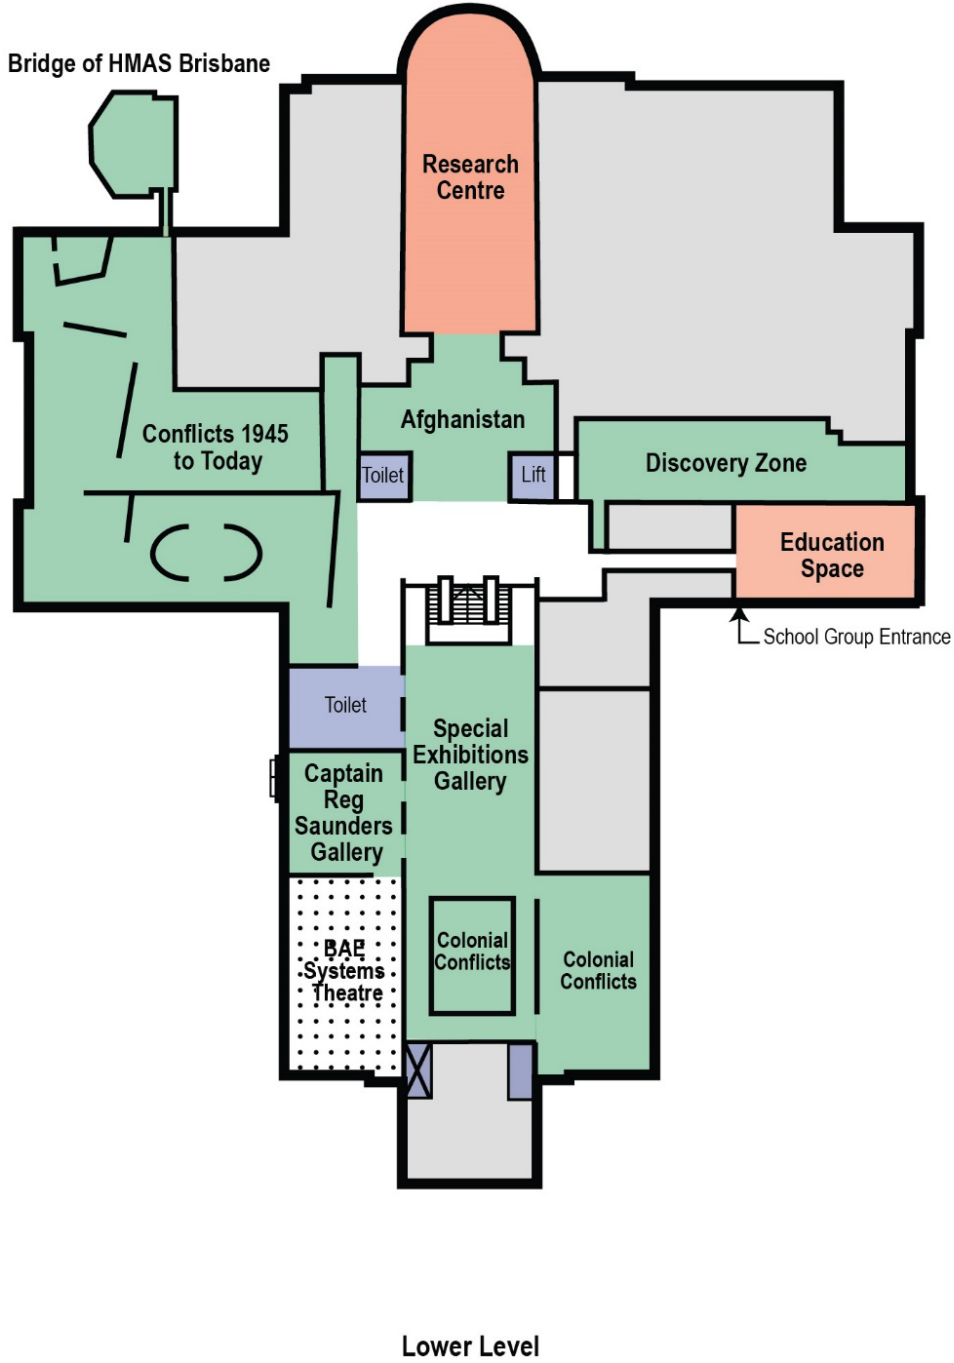 Bridge of HMAS Brisbane
Research
Centre
Afghanistan
Conflicts 1945
to Today
Toilet
Lift
Discovery Zone
Education
Space
School Group Entrance
Toilet
Special
Exhibitions
Gallery
Captain
Reg
Saunders
Gallery
BAE
Systems
Theatre
Colonial
Conflicts
Colonial
Conflicts
Lower Level